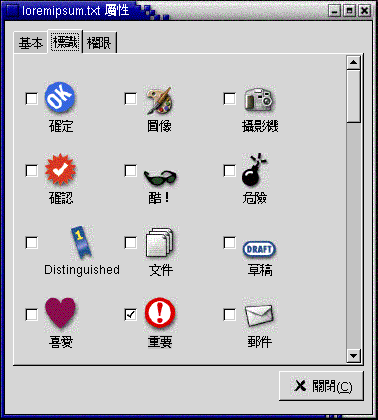 loremipsum.txt 屬性
基本 標識 權限
OK
確定 圖像 攝影機
確認 酷！ 危險
1 DRAFT
Distinguished 文件 草稿
喜愛 重要 郵件
關閉(C)